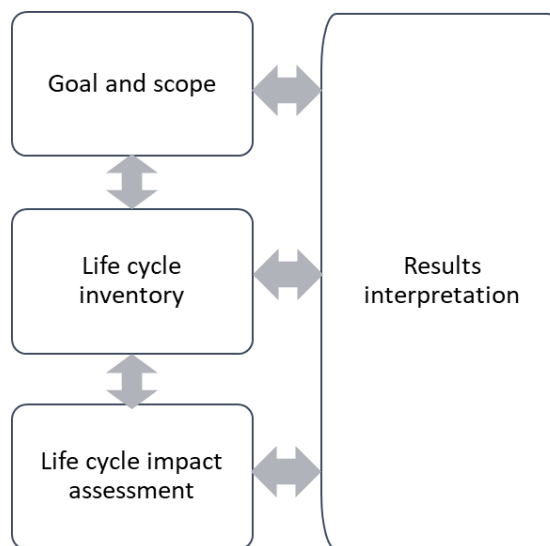 Goal and scope
Life cycle
inventory
Results
interpretation
Life cycle impact
assessment